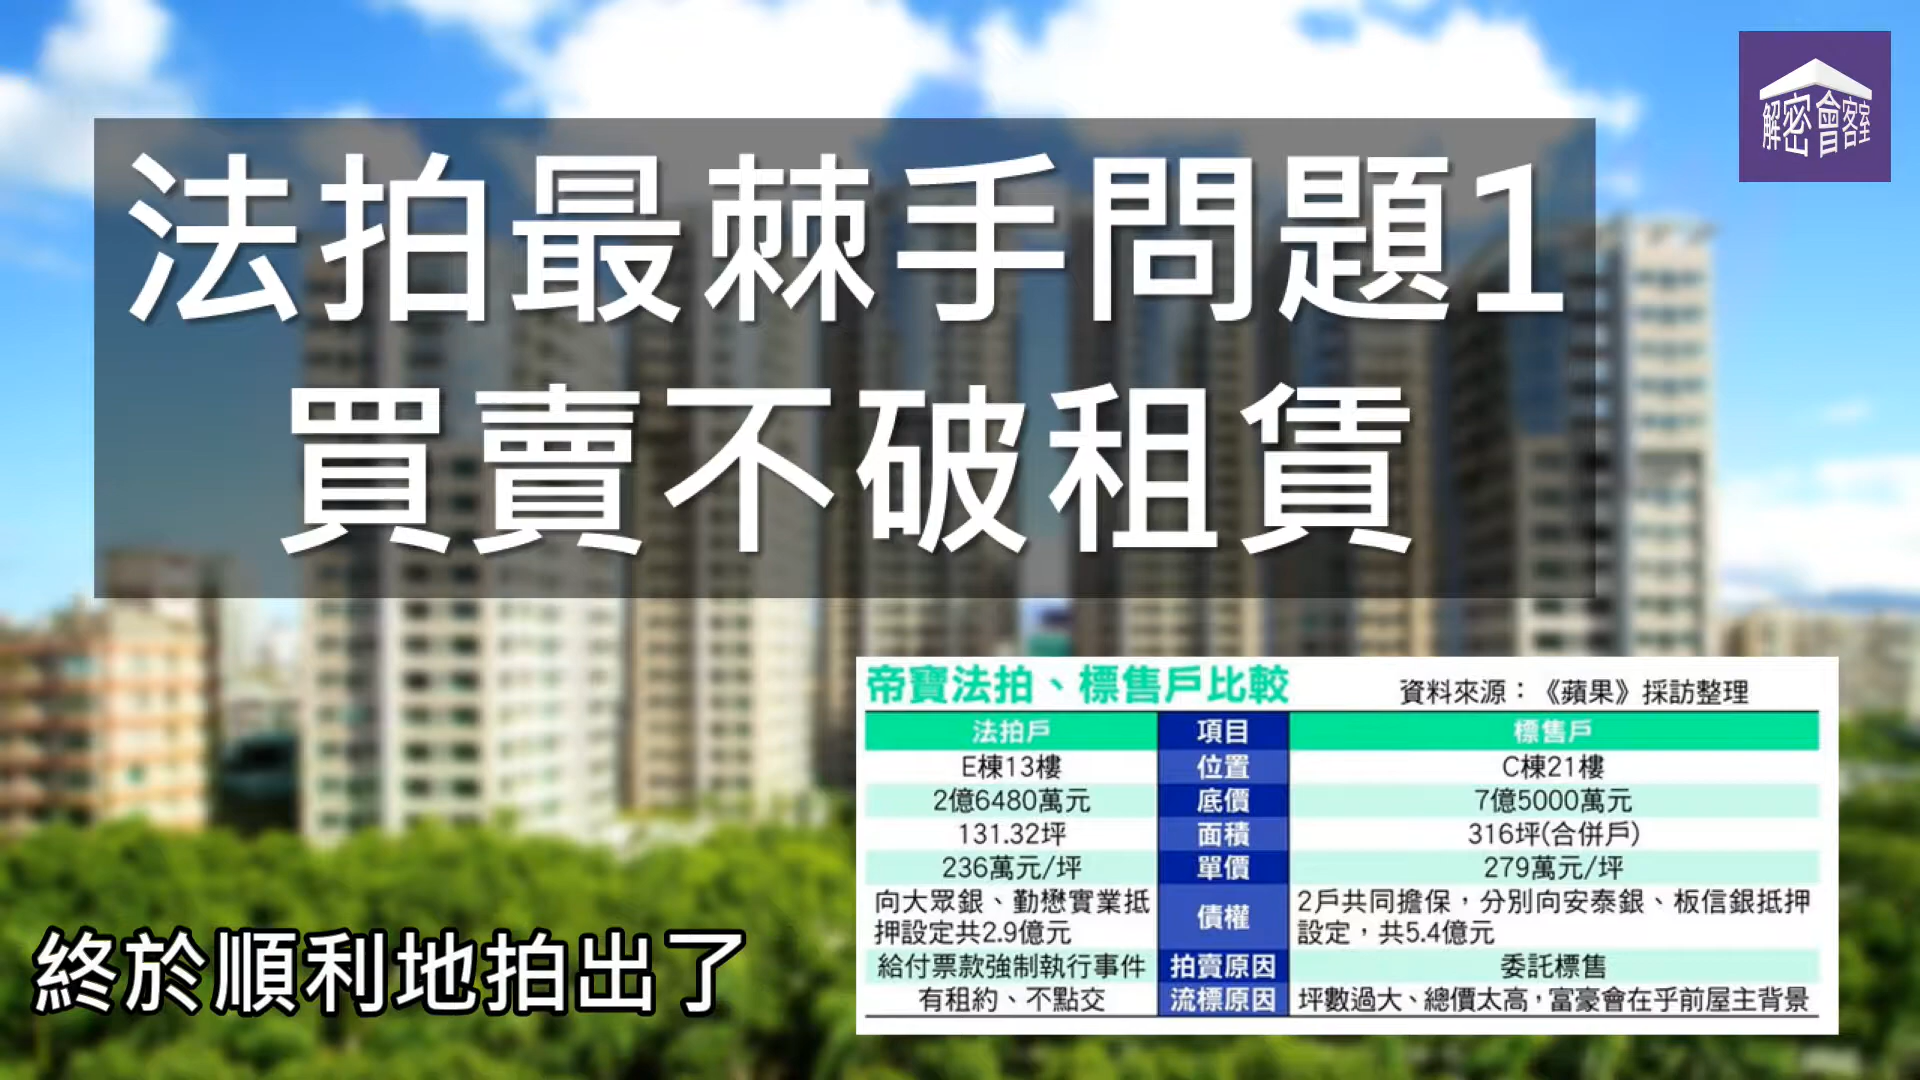 解密會客室
法拍最棘手問題1
買賣不破租賃
帝寶法拍、標售戶比較 資料來源：《蘋果》採訪整理
法拍戶 項目 標售戶
E棟13樓 位置 C棟21樓
2億6480萬元 底價 7億5000萬元
131.32坪 面積 316坪(合併戶)
236萬元/坪 單價 279萬元/坪
向大眾銀、勤懋實業抵押設定共2.9億元 債權 2戶共同擔保，分別向安泰銀、板信銀抵押設定，共5.4億元
給付票款強制執行事件 拍賣原因 委託標售
有租約、不點交 流標原因 坪數過大、總價太高，富豪會在乎前屋主背景
終於順利地拍出了